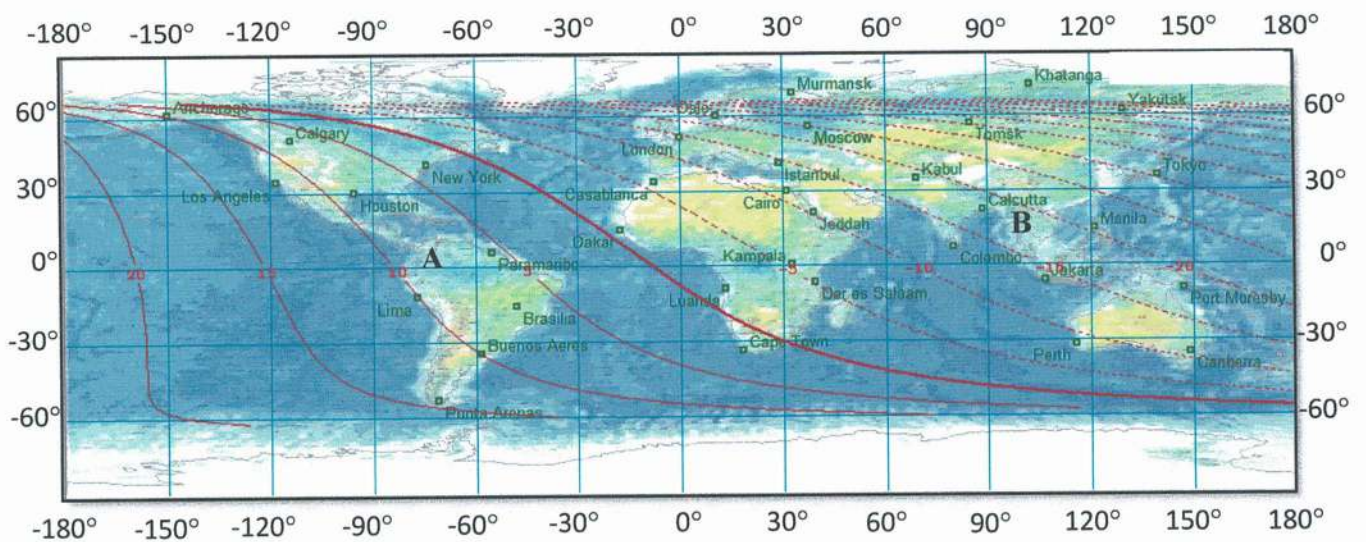 -180° -150° -120° -90° -60° -30° 0° 30° 60° 90° 120° 150° 180°
Murmansk Khatanga
60° Anchorage Oslo Yakutsk 60°
Calgary London Moscow Tomsk
New York Istanbul Kabul Tokyo
30° Los Angeles Houston Casablanca Cairo Calcutta 30°
Jeddah B Manila
A Dakar Kampala Colombo
0° 20 15 10 Paramaribo 5 -5 -10 -15 Jakarta -20 0°
Lime Brasilia Luanda Dar es Salaam Port Moresby
-30° Buenos Aeres Cape Town Perth Canberra -30°
-60° Punta Arenas -60°
-180° -150° -120° -90° -60° -30° 0° 30° 60° 90° 120° 150° 180°